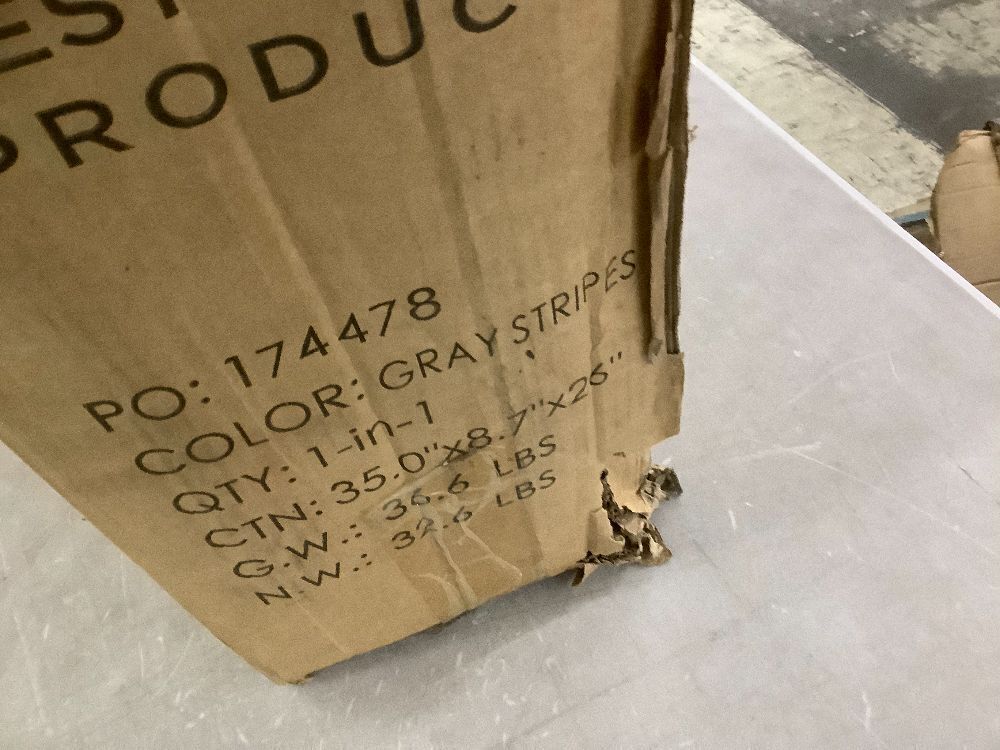 PRODUC
PO: 174478
COLOR: GRAY STRIPES
QTY: 1-in-1
CTN: 35.0"x8.7"x26"
G.W.: 36.6 LBS
N.W.: 32.6 LBS